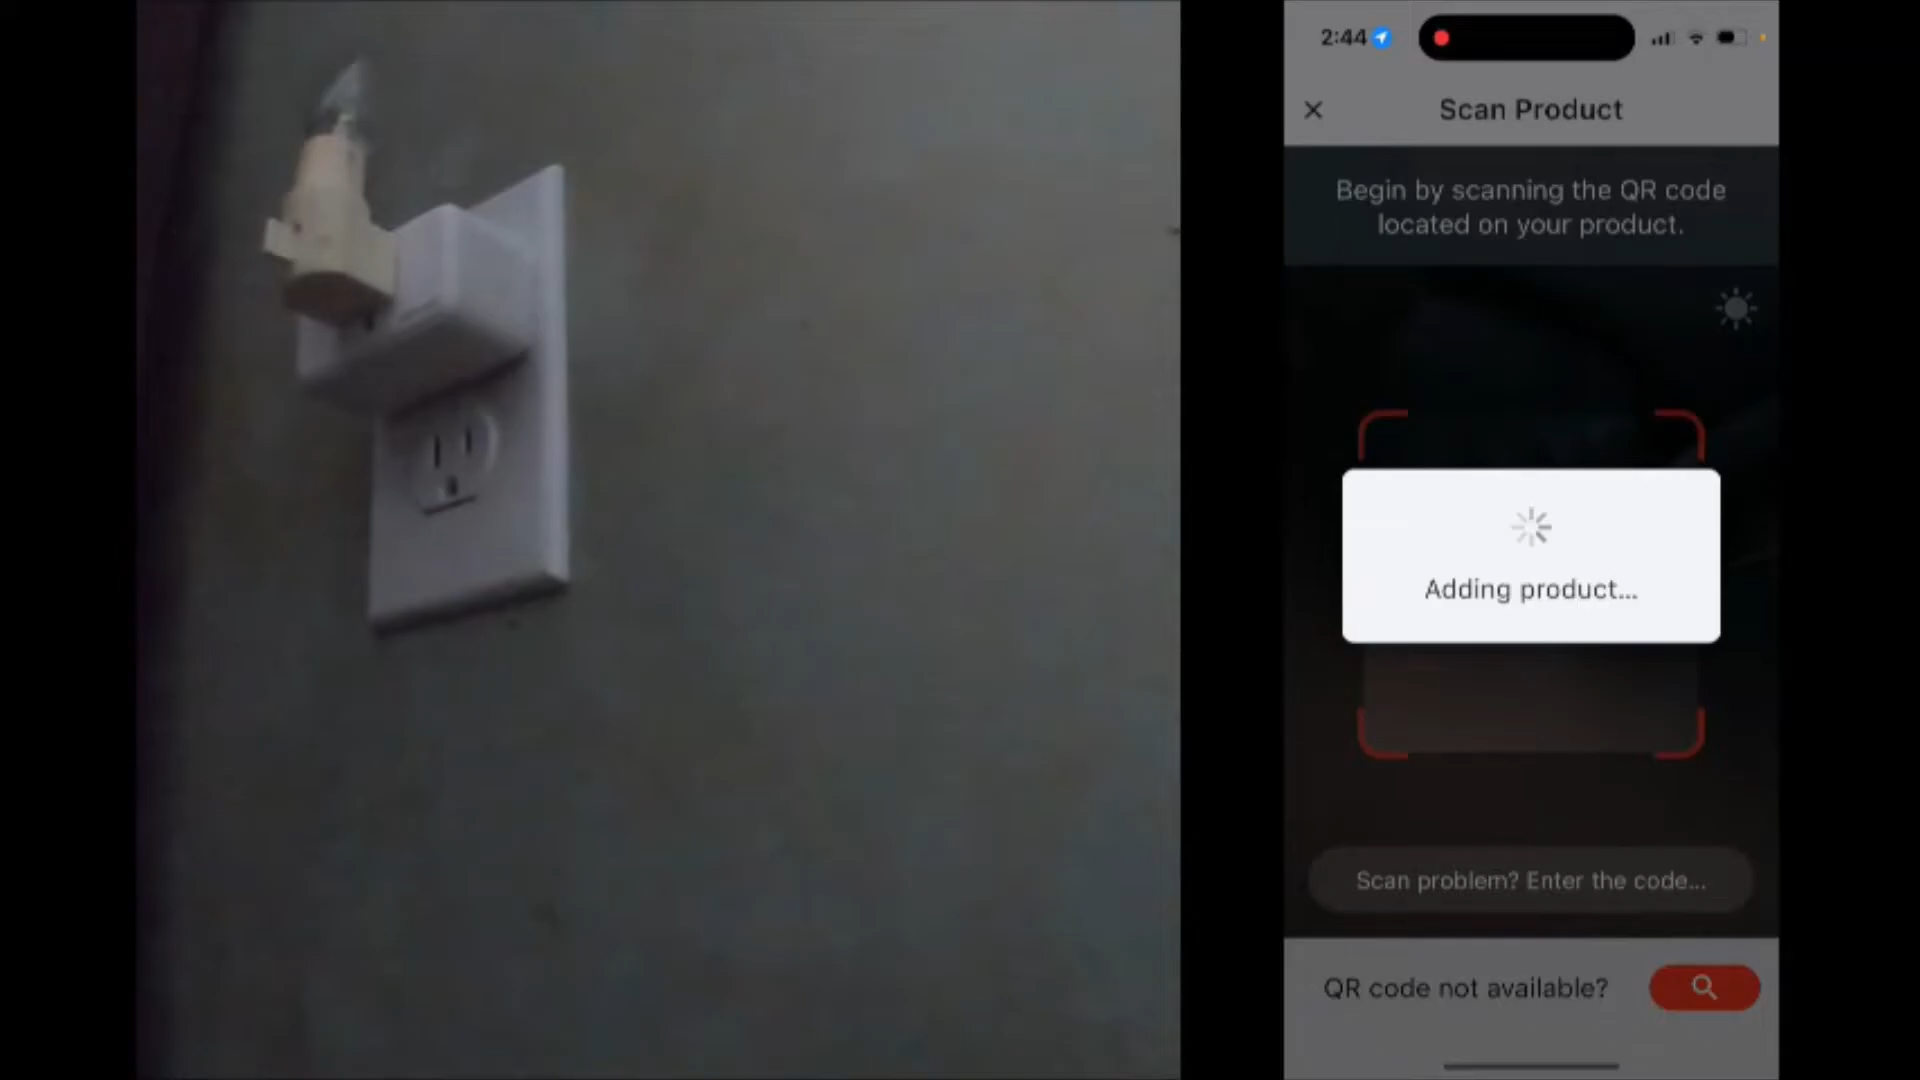 2:44
Scan Product
Begin by scanning the QR code
located on your product.
Adding product...
Scan problem? Enter the code...
QR code not available?